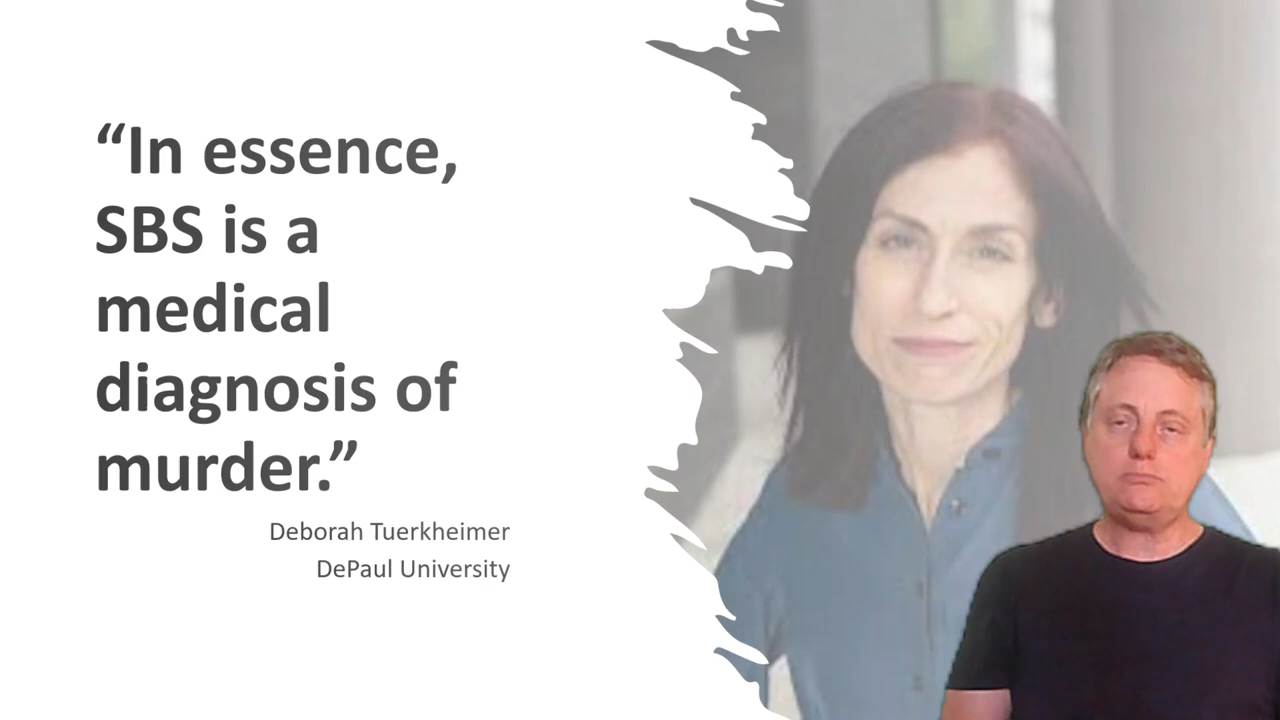 “In essence,
SBS is a
medical
diagnosis of
murder.”
Deborah Tuerkheimer
DePaul University